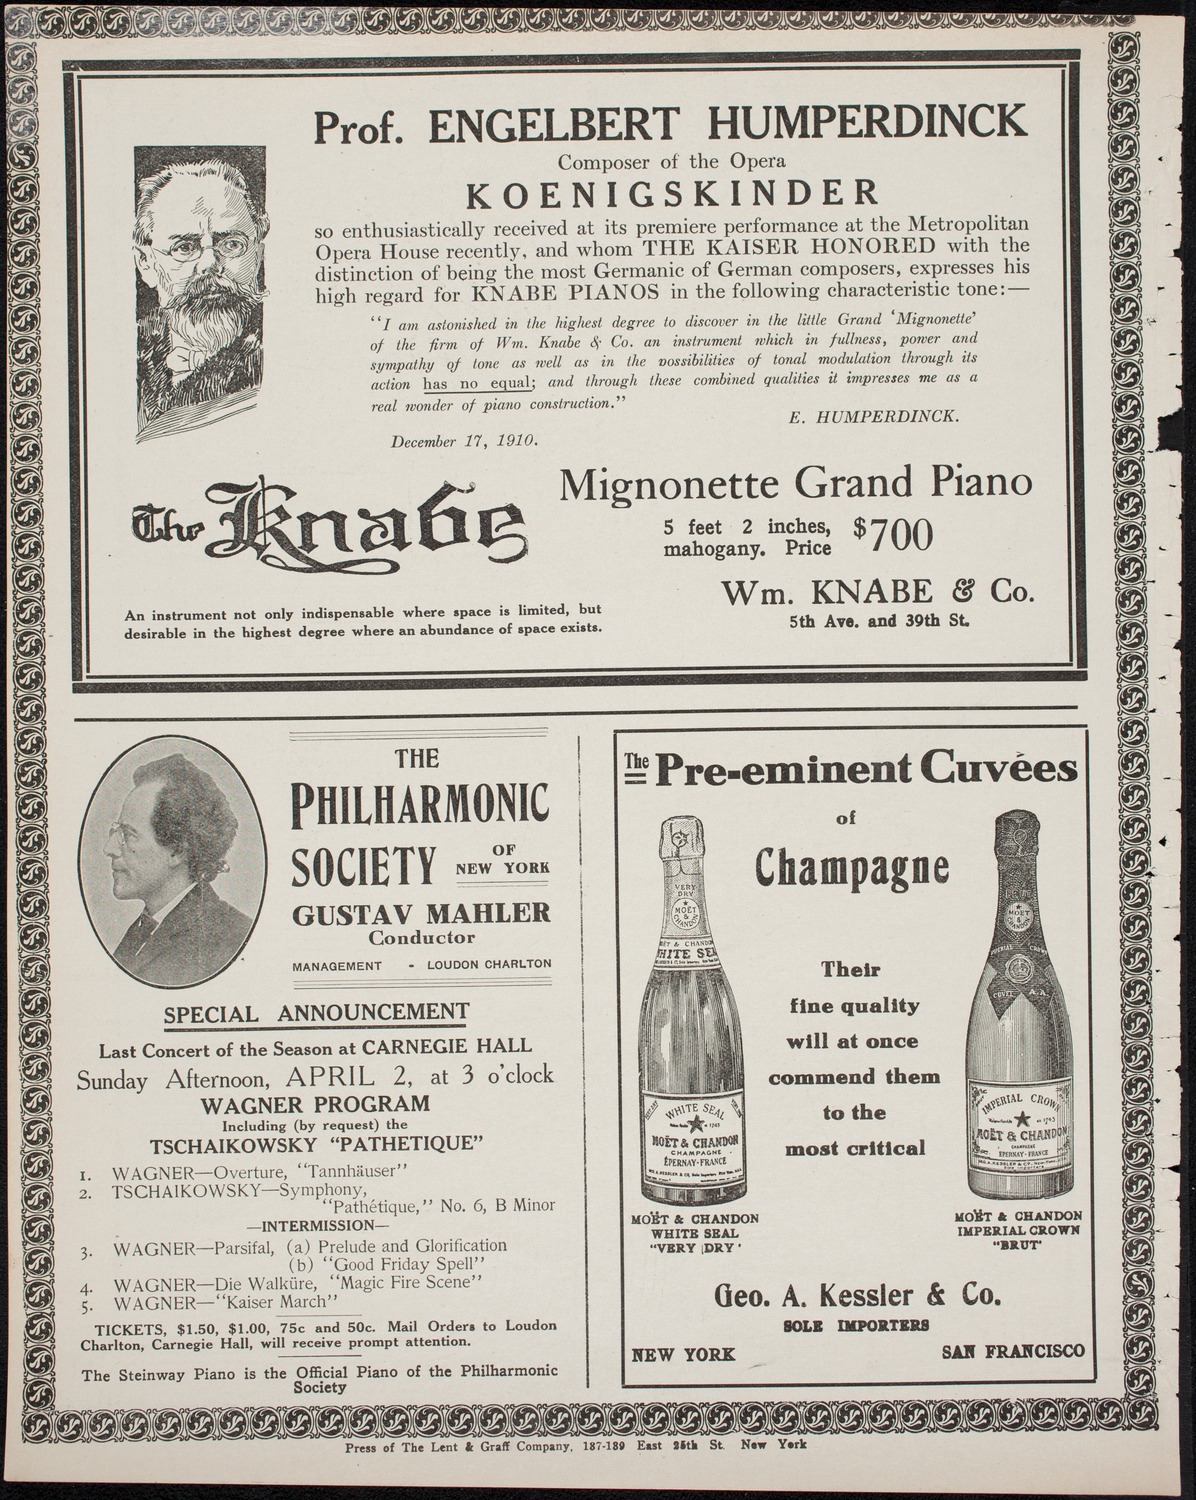 Prof. ENGELBERT HUMPERDINCK
Composer of the Opera
KOENIGSKINDER
so enthusiastically received at its premiere performance at the Metropolitan
Opera House recently, and whom THE KAISER HONORED with the
distinction of being the most Germanic of German composers, expresses his
high regard for KNABE PIANOS in the following characteristic tone:—
"I am astonished in the highest degree to discover in the little Grand 'Mignonette'
of the firm of Wm. Knabe & Co. an instrument which in fullness, power and
sympathy of tone as well as in the possibilities of tonal modulation through its
action has no equal; and through these combined qualities it impresses me as a
real wonder of piano construction."
E. HUMPERDINCK.
December 17, 1910.
The Knabe
Mignonette Grand Piano
5 feet 2 inches,
mahogany. Price $700
Wm. KNABE & Co.
5th Ave. and 39th St.
An instrument not only indispensable where space is limited, but
desirable in the highest degree where an abundance of space exists.
THE
PHILHARMONIC
SOCIETY OF
NEW YORK
GUSTAV MAHLER
Conductor
MANAGEMENT - LOUDON CHARLTON
SPECIAL ANNOUNCEMENT
Last Concert of the Season at CARNEGIE HALL
Sunday Afternoon, APRIL 2, at 3 o'clock
WAGNER PROGRAM
Including (by request) the
TSCHAIKOWSKY "PATHETIQUE"
1. WAGNER—Overture, "Tannhäuser"
2. TSCHAIKOWSKY—Symphony,
"Pathétique," No. 6, B Minor
—INTERMISSION—
3. WAGNER—Parsifal, (a) Prelude and Glorification
(b) "Good Friday Spell"
4. WAGNER—Die Walküre, "Magic Fire Scene"
5. WAGNER—"Kaiser March"
TICKETS, $1.50, $1.00, 75c and 50c. Mail Orders to Loudon
Charlton, Carnegie Hall, will receive prompt attention.
The Steinway Piano is the Official Piano of the Philharmonic
Society
The Pre-eminent Cuvées
of
Champagne
Their
fine quality
will at once
commend them
to the
most critical
VERY
DRY
MOËT
&
CHANDON
WHITE SEAL
MOËT & CHANDON
CHAMPAGNE
ÉPERNAY-FRANCE
MOËT
&
CHANDON
IMPERIAL CROWN
MOËT & CHANDON
CHAMPAGNE
EPERNAY-FRANCE
MOËT & CHANDON
WHITE SEAL
"VERY DRY"
MOËT & CHANDON
IMPERIAL CROWN
"BRUT"
Geo. A. Kessler & Co.
SOLE IMPORTERS
NEW YORK
SAN FRANCISCO
Press of The Lent & Graff Company, 187-189 East 25th St. New York